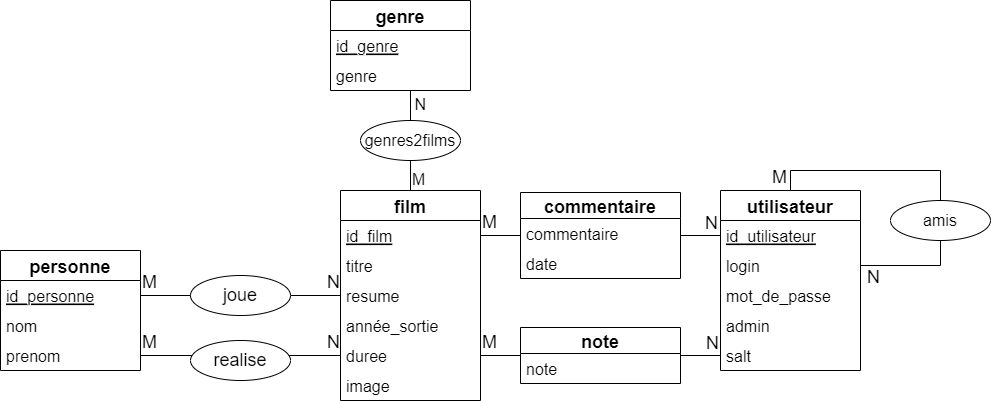 genre
id_genre
genre
N
genres2films
M
film
id_film
titre
resume
année_sortie
duree
image
personne
id_personne
nom
prenom
M
joue
N
M
realise
N
M
commentaire
commentaire
date
N
M
note
note
N
utilisateur
id_utilisateur
login
mot_de_passe
admin
salt
M
amis
N